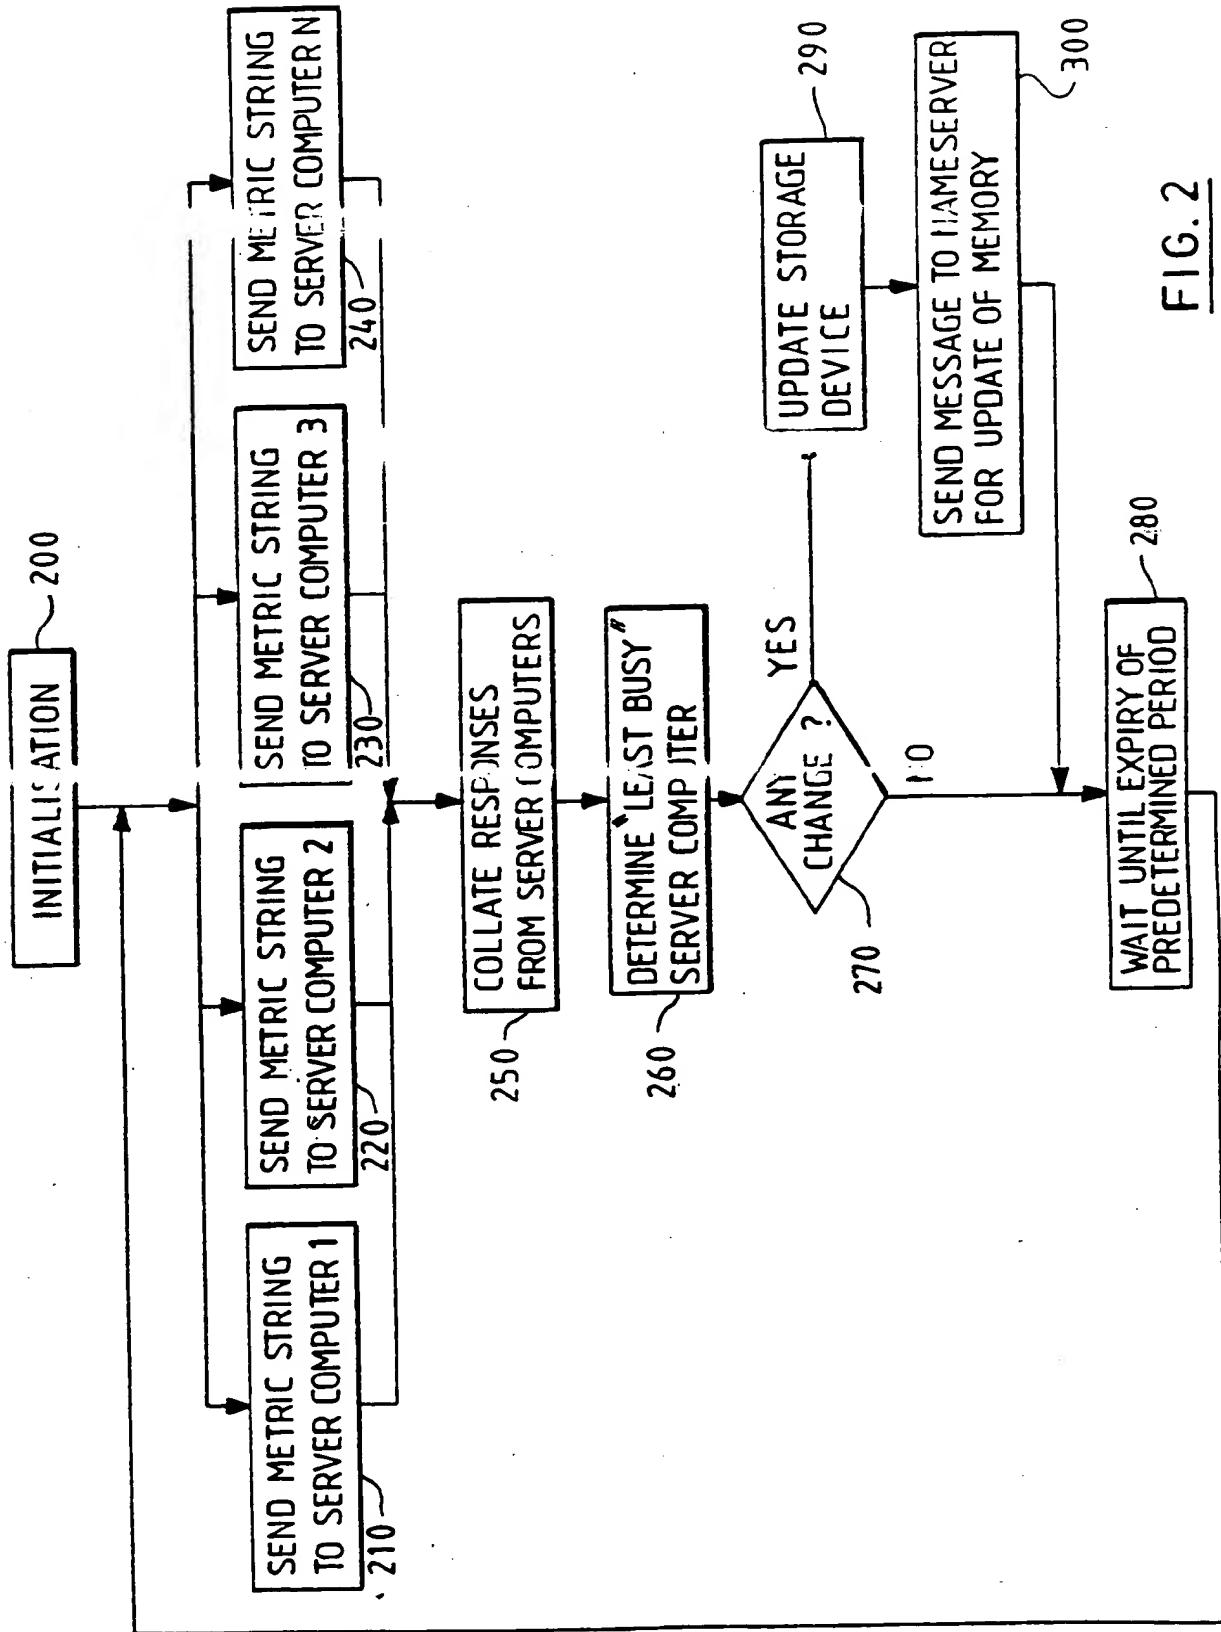 INITIALISATION
200
SEND METRIC STRING
TO SERVER COMPUTER 1
210
SEND METRIC STRING
TO SERVER COMPUTER 2
220
SEND METRIC STRING
TO SERVER COMPUTER 3
230
SEND METRIC STRING
TO SERVER COMPUTER N
240
COLLATE RESPONSES
FROM SERVER COMPUTERS
250
DETERMINE "LEAST BUSY"
SERVER COMPUTER
260
ANY
CHANGE ?
270
YES
NO
UPDATE STORAGE
DEVICE
290
SEND MESSAGE TO NAMESERVER
FOR UPDATE OF MEMORY
300
WAIT UNTIL EXPIRY OF
PREDETERMINED PERIOD
280
FIG. 2